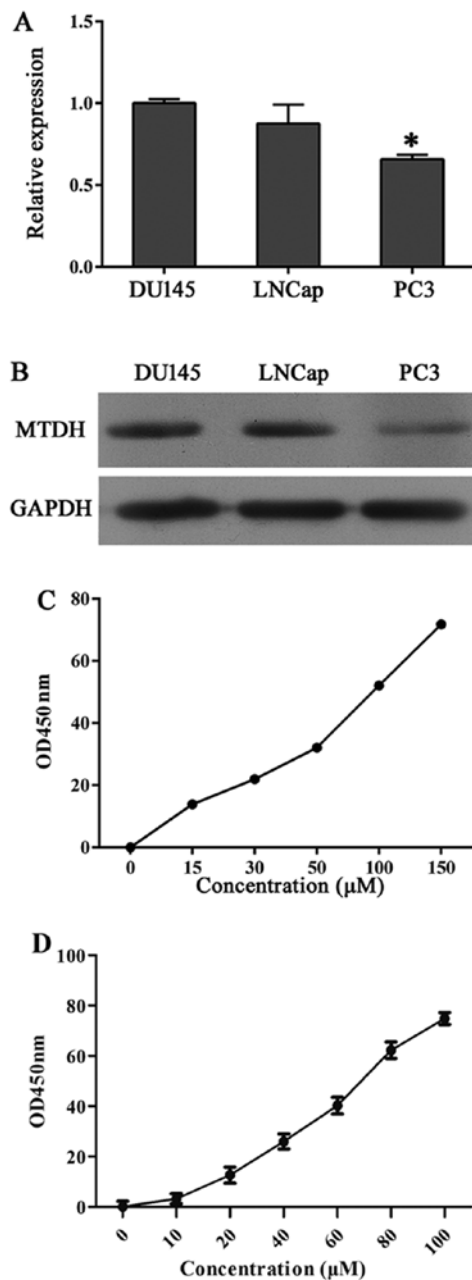 A
Relative expression
1.5
1.0
0.5
0.0
*
DU145 LNCap PC3
B
DU145 LNCap PC3
MTDH
GAPDH
C
OD450nm
80
60
40
20
0
0 15 30 50 100 150
Concentration (μM)
D
OD450nm
100
80
60
40
20
0
0 10 20 40 60 80 100
Concentration (μM)